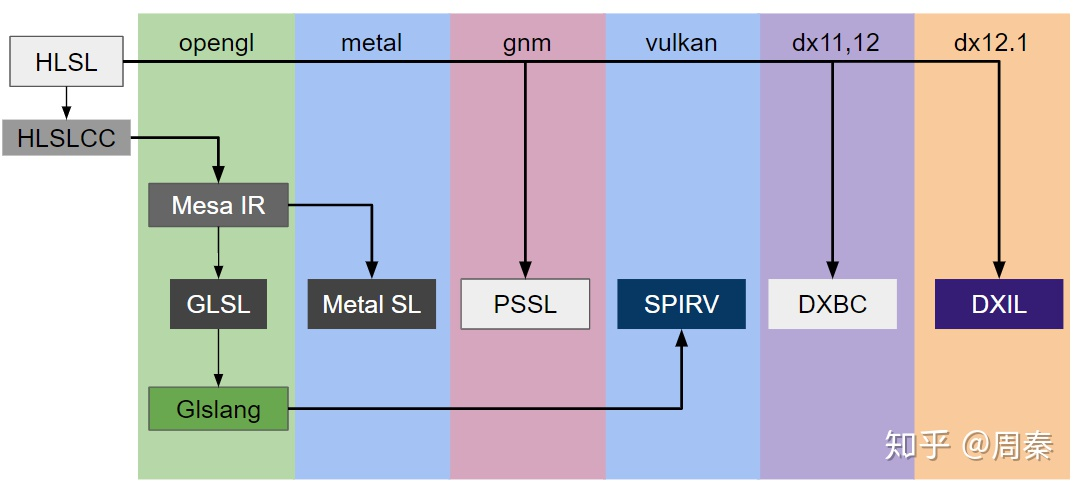 opengl metal gnm vulkan dx11,12 dx12.1
HLSL
HLSLCC
Mesa IR
GLSL Metal SL PSSL SPIRV DXBC DXIL
Glslang
知乎 @周秦